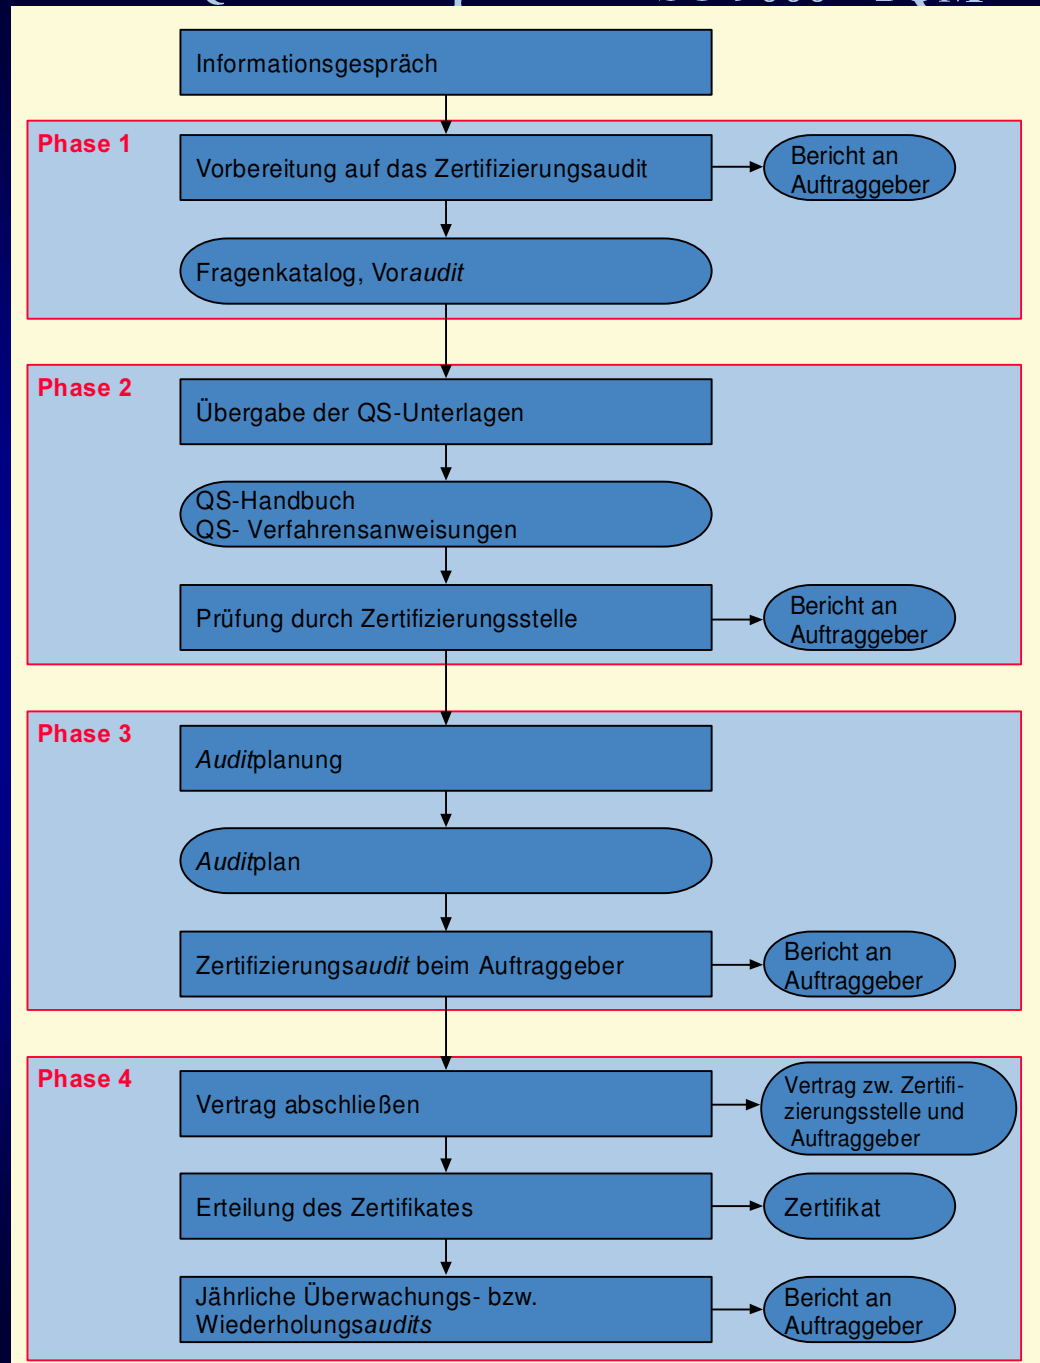 Informationsgespräch
Phase 1
Vorbereitung auf das Zertifizierungsaudit
Bericht an
Auftraggeber
Fragenkatalog, Voraudit
Phase 2
Übergabe der QS-Unterlagen
QS-Handbuch
QS- Verfahrensanweisungen
Prüfung durch Zertifizierungsstelle
Bericht an
Auftraggeber
Phase 3
Auditplanung
Auditplan
Zertifizierungsaudit beim Auftraggeber
Bericht an
Auftraggeber
Phase 4
Vertrag abschließen
Vertrag zw. Zertifi-
zierungsstelle und
Auftraggeber
Erteilung des Zertifikates
Zertifikat
Jährliche Überwachungs- bzw.
Wiederholungsaudits
Bericht an
Auftraggeber